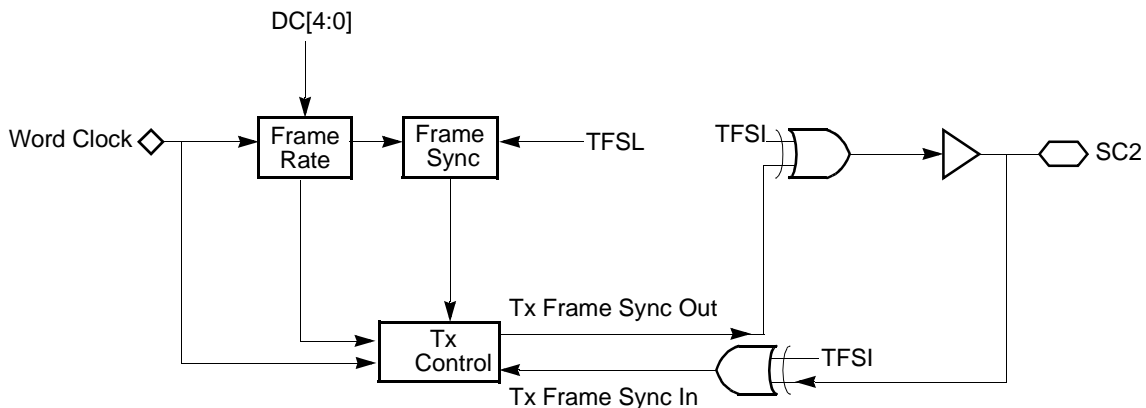 DC[4:0]
Word Clock
Frame
Rate
Frame
Sync
TFSL
TFSI
SC2
Tx Frame Sync Out
Tx
Control
TFSI
Tx Frame Sync In